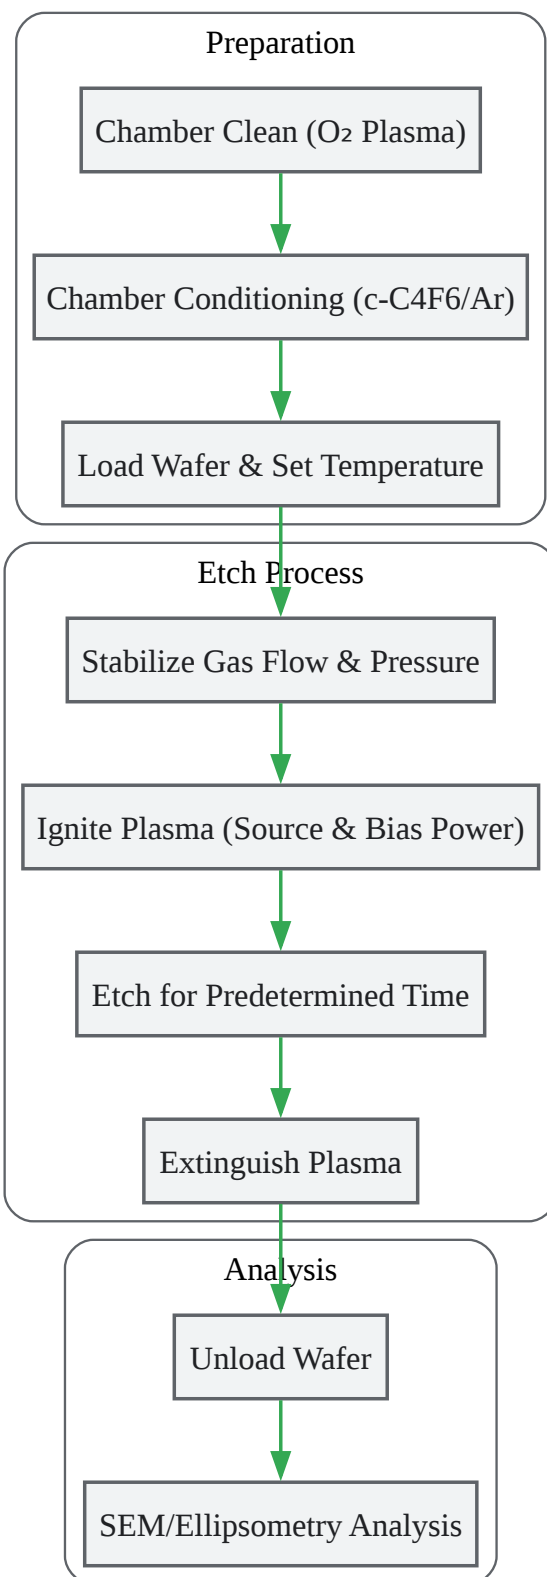 Preparation
Chamber Clean (O₂ Plasma)
Chamber Conditioning (c-C4F6/Ar)
Load Wafer & Set Temperature
Etch Process
Stabilize Gas Flow & Pressure
Ignite Plasma (Source & Bias Power)
Etch for Predetermined Time
Extinguish Plasma
Analysis
Unload Wafer
SEM/Ellipsometry Analysis